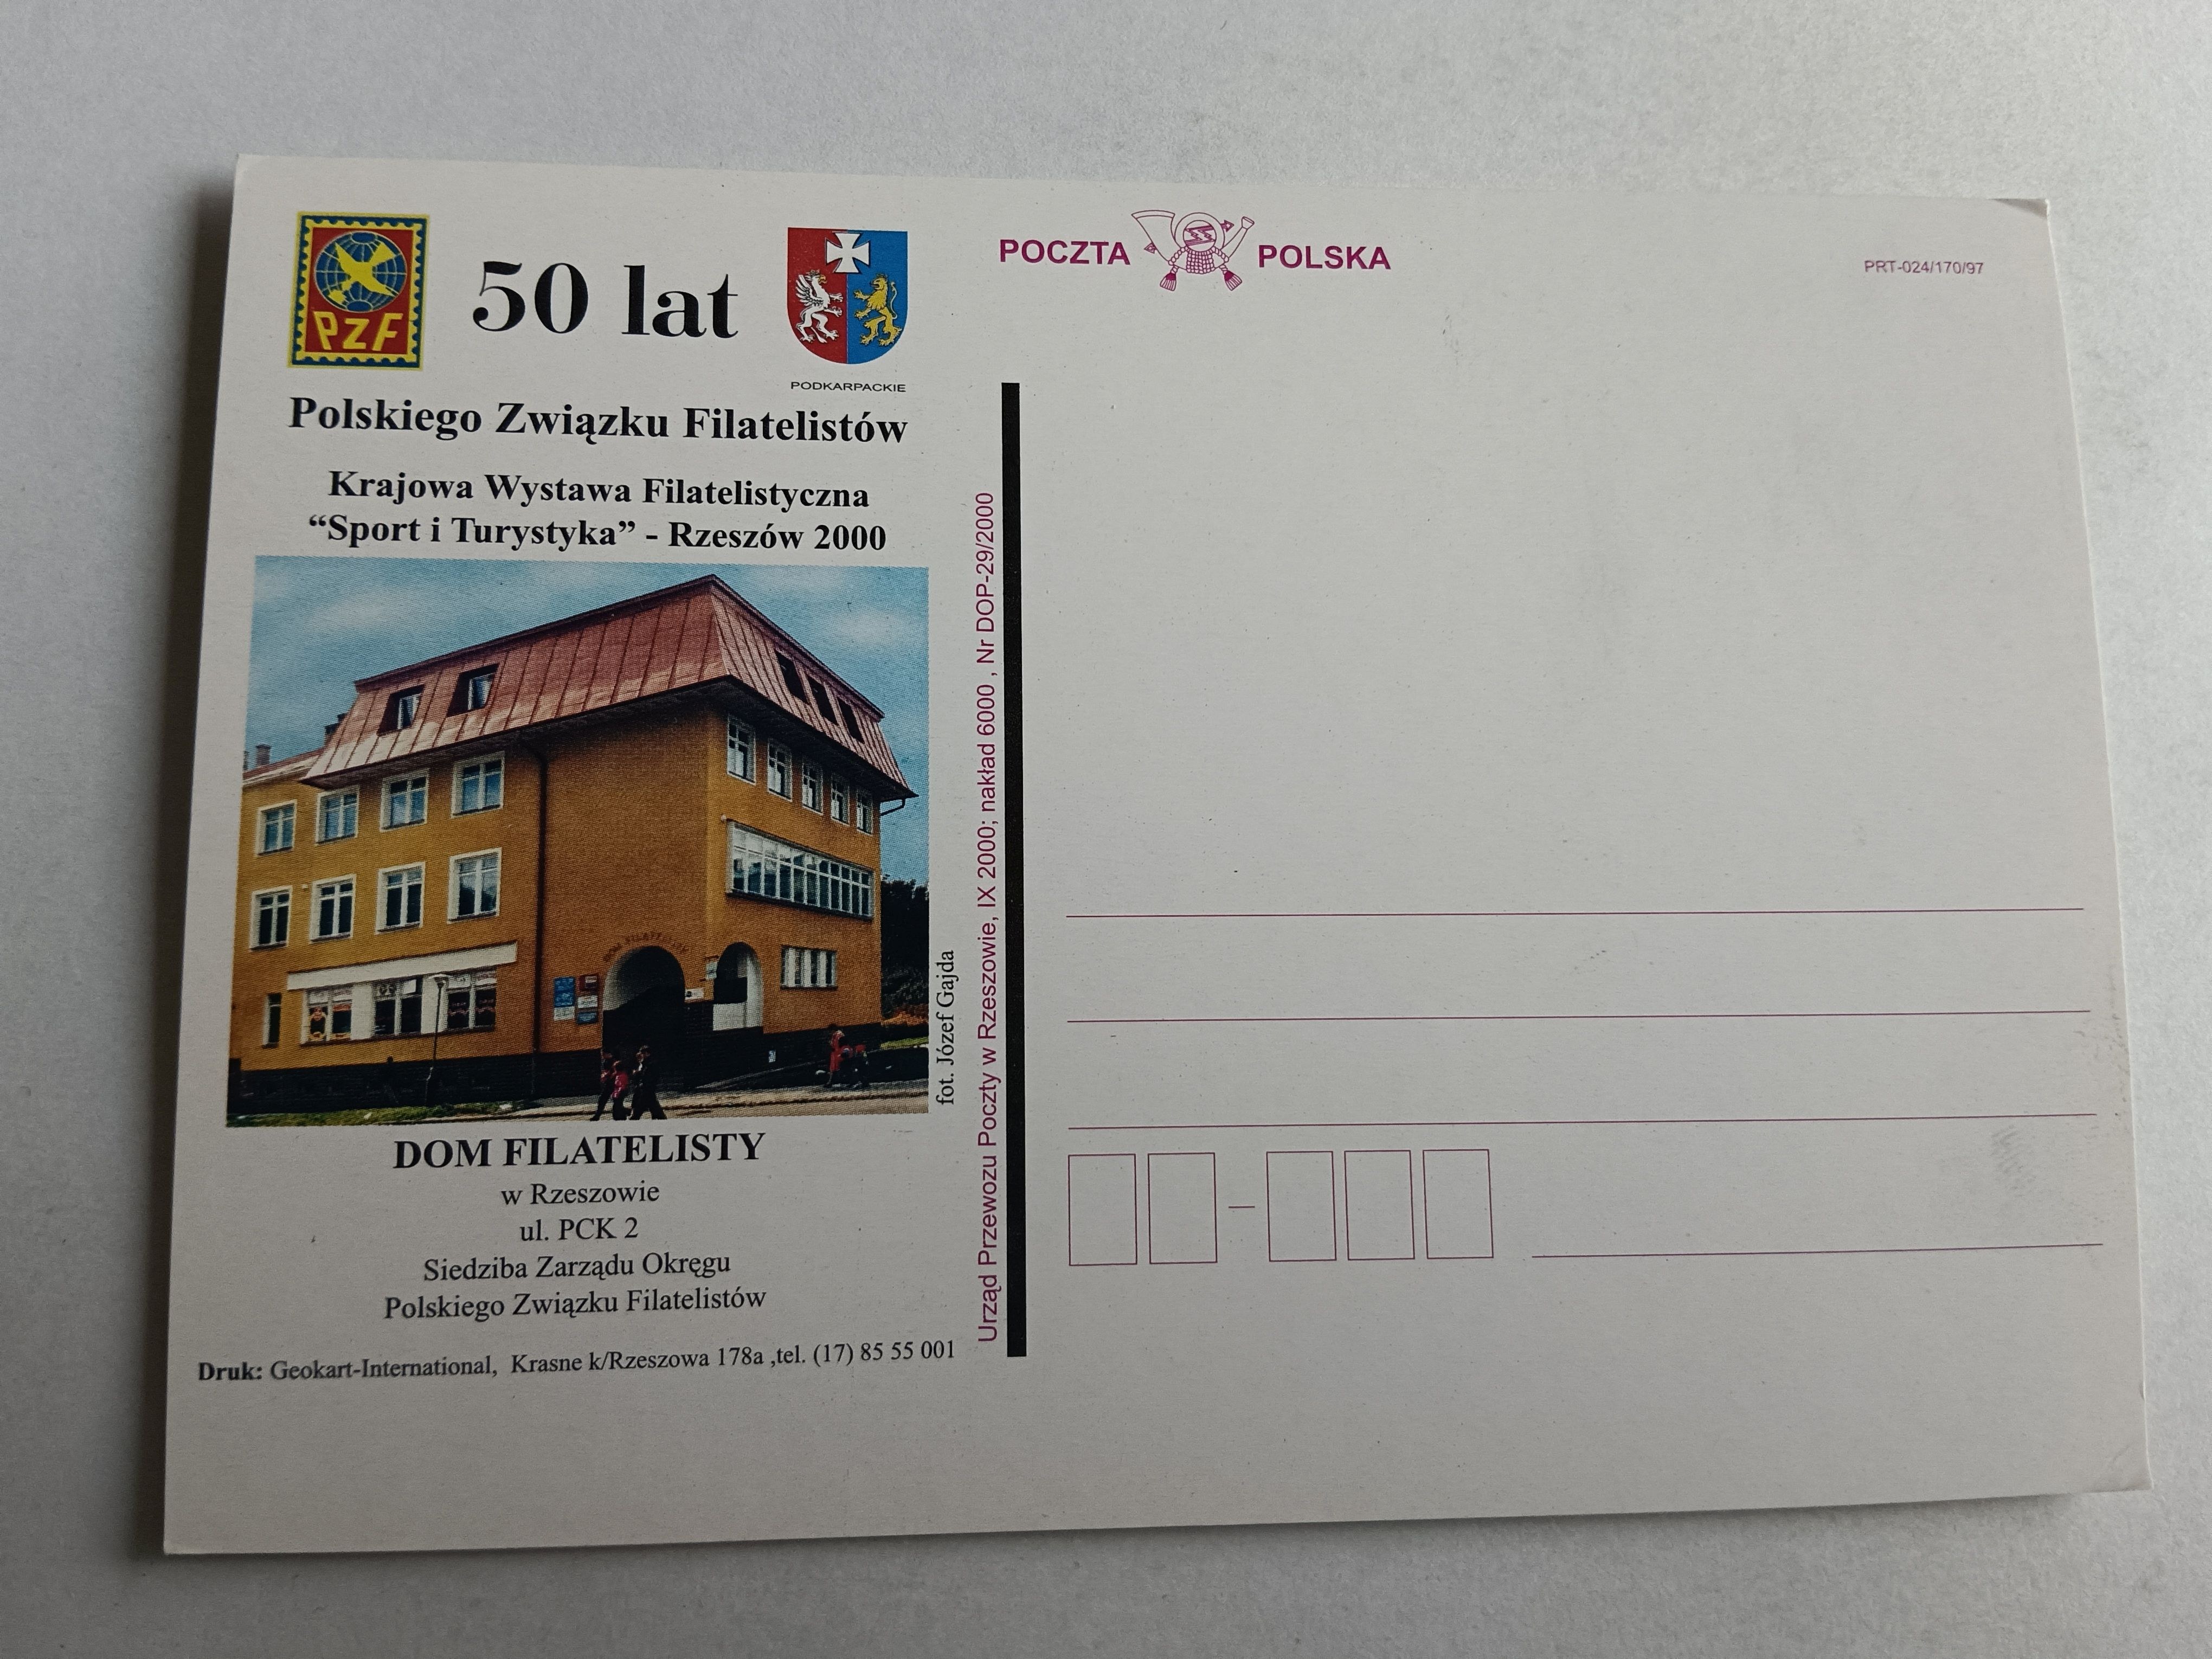 PZF
50 lat
PODKARPACKIE
Polskiego Związku Filatelistów
Krajowa Wystawa Filatelistyczna
“Sport i Turystyka” - Rzeszów 2000
DOM FILATELISTY
fot. Józef Gajda
DOM FILATELISTY
w Rzeszowie
ul. PCK 2
Siedziba Zarządu Okręgu
Polskiego Związku Filatelistów
Druk: Geokart-International, Krasne k/Rzeszowa 178a ,tel. (17) 85 55 001
Urząd Przewozu Poczty w Rzeszowie, IX 2000; nakład 6000 , Nr DOP-29/2000
POCZTA POLSKA
PRT-024/170/97